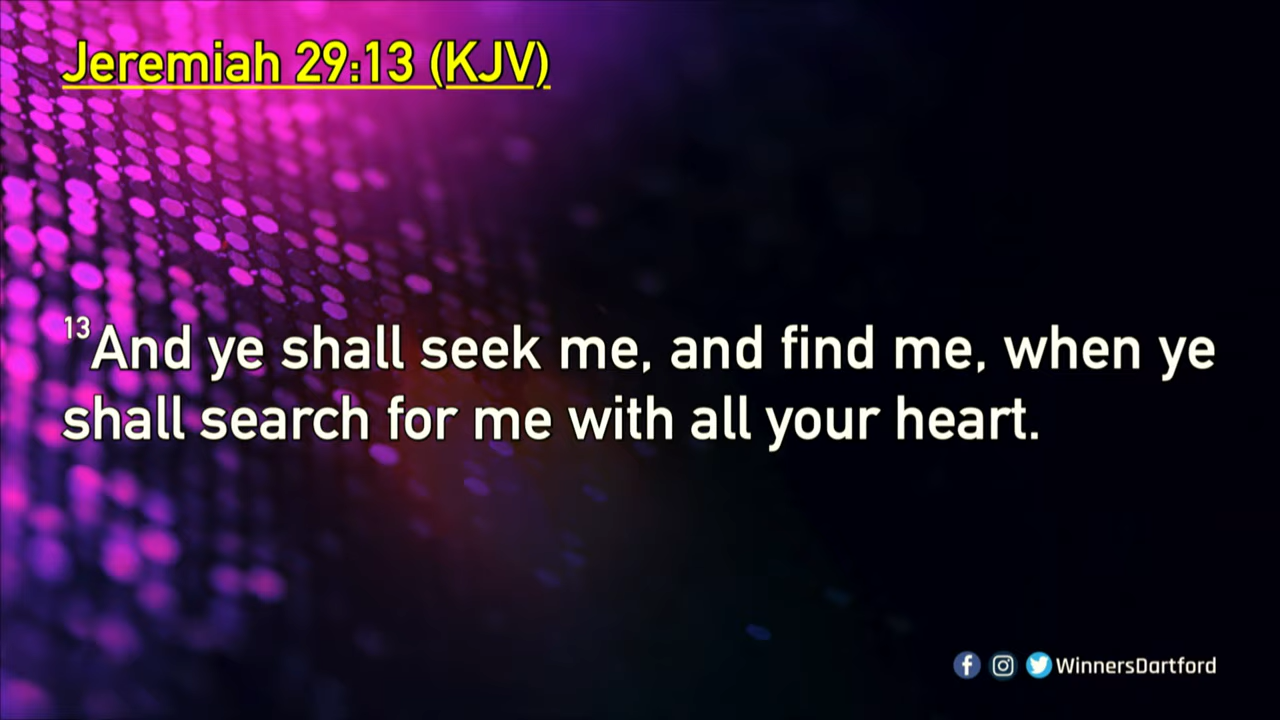 Jeremiah 29:13 (KJV)
13And ye shall seek me, and find me, when ye
shall search for me with all your heart.
WinnersDartford